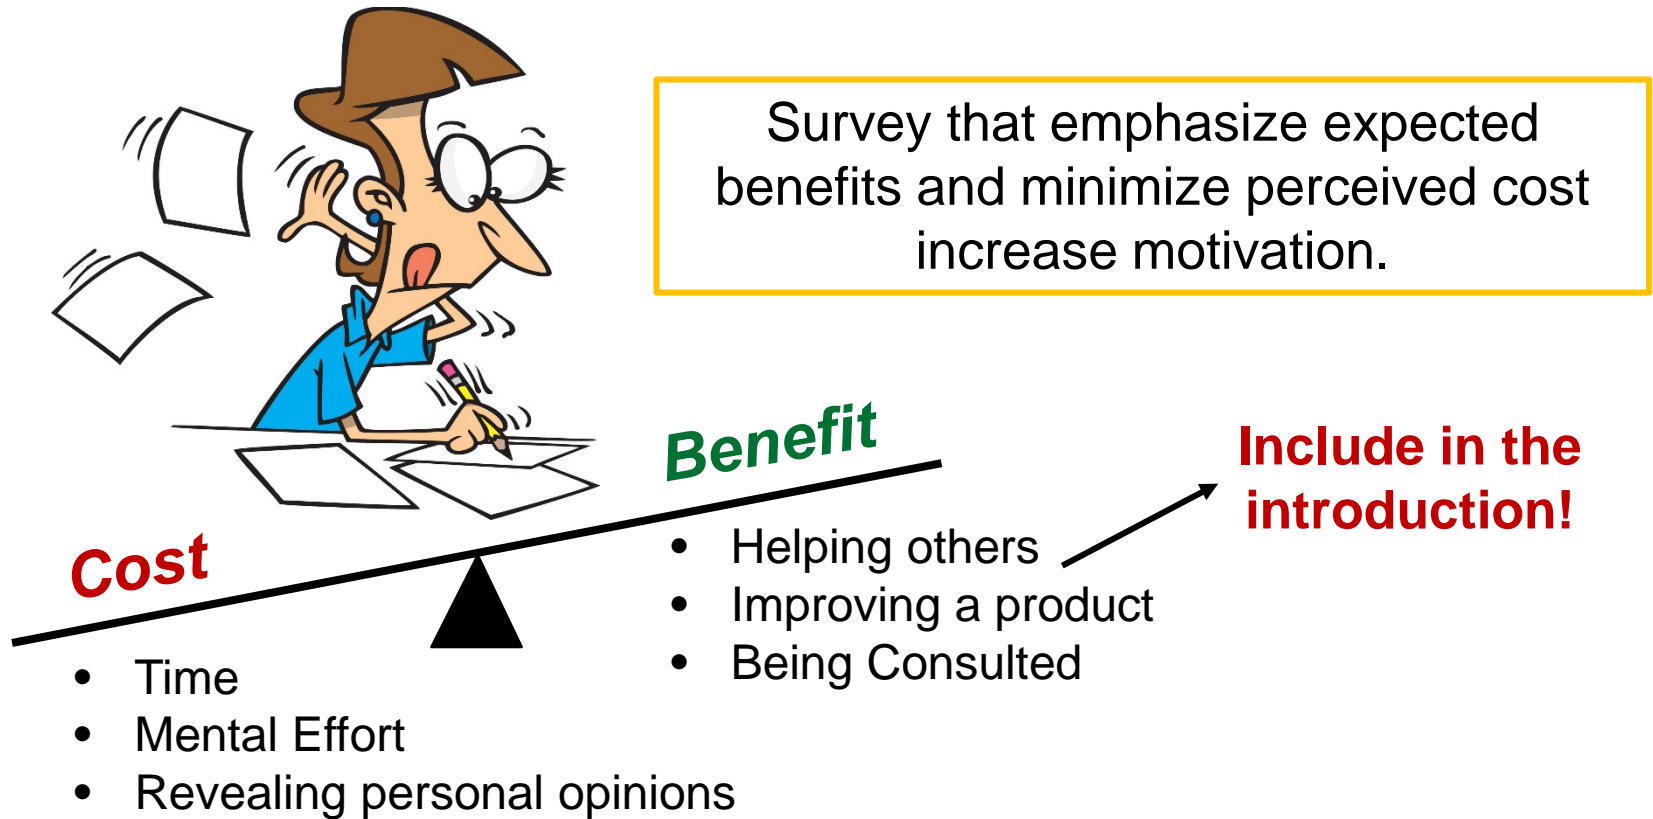 Survey that emphasize expected
benefits and minimize perceived cost
increase motivation.
Benefit
Include in the
introduction!
Cost
• Helping others
• Improving a product
• Being Consulted
• Time
• Mental Effort
• Revealing personal opinions